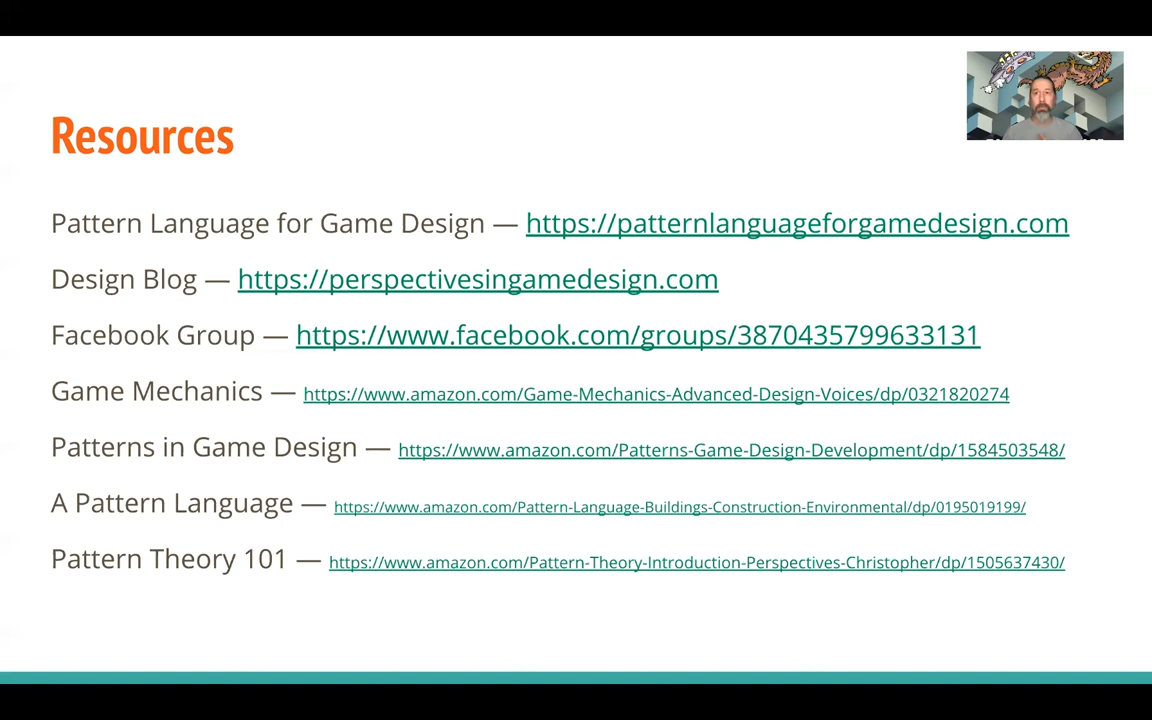 Resources
Pattern Language for Game Design — https://patternlanguageforgamedesign.com
Design Blog — https://perspectivesingamedesign.com
Facebook Group — https://www.facebook.com/groups/3870435799633131
Game Mechanics — https://www.amazon.com/Game-Mechanics-Advanced-Design-Voices/dp/0321820274
Patterns in Game Design — https://www.amazon.com/Patterns-Game-Design-Development/dp/1584503548/
A Pattern Language — https://www.amazon.com/Pattern-Language-Buildings-Construction-Environmental/dp/0195019199/
Pattern Theory 101 — https://www.amazon.com/Pattern-Theory-Introduction-Perspectives-Christopher/dp/1505637430/